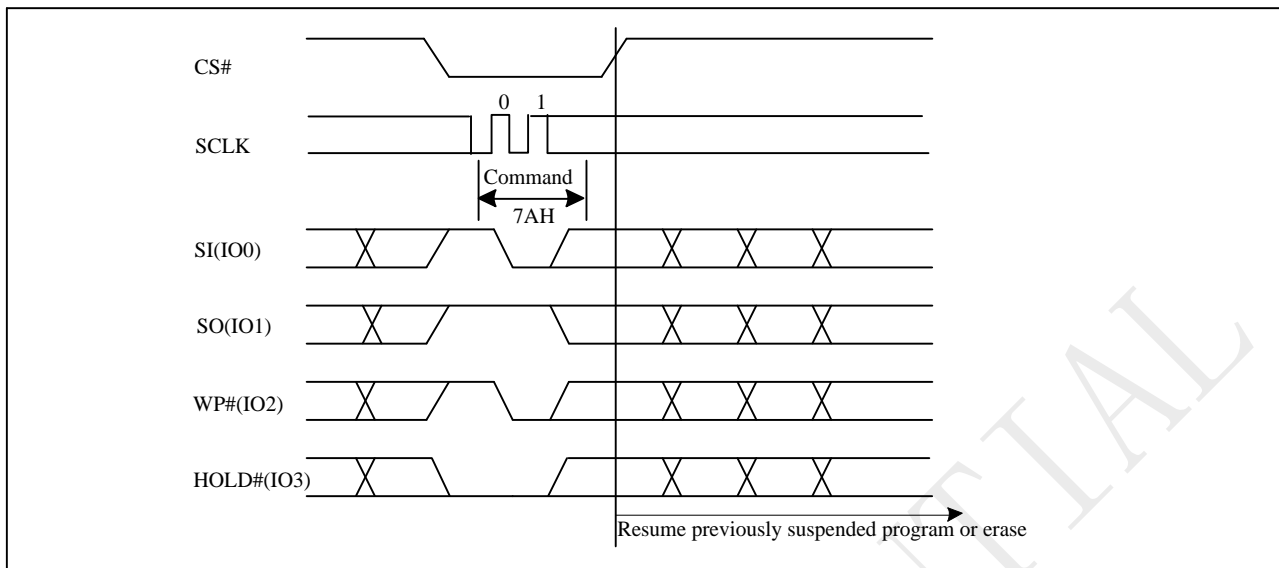 CS#
0 1
SCLK
Command
7AH
SI(IO0)
SO(IO1)
WP#(IO2)
HOLD#(IO3)
Resume previously suspended program or erase
TIAL